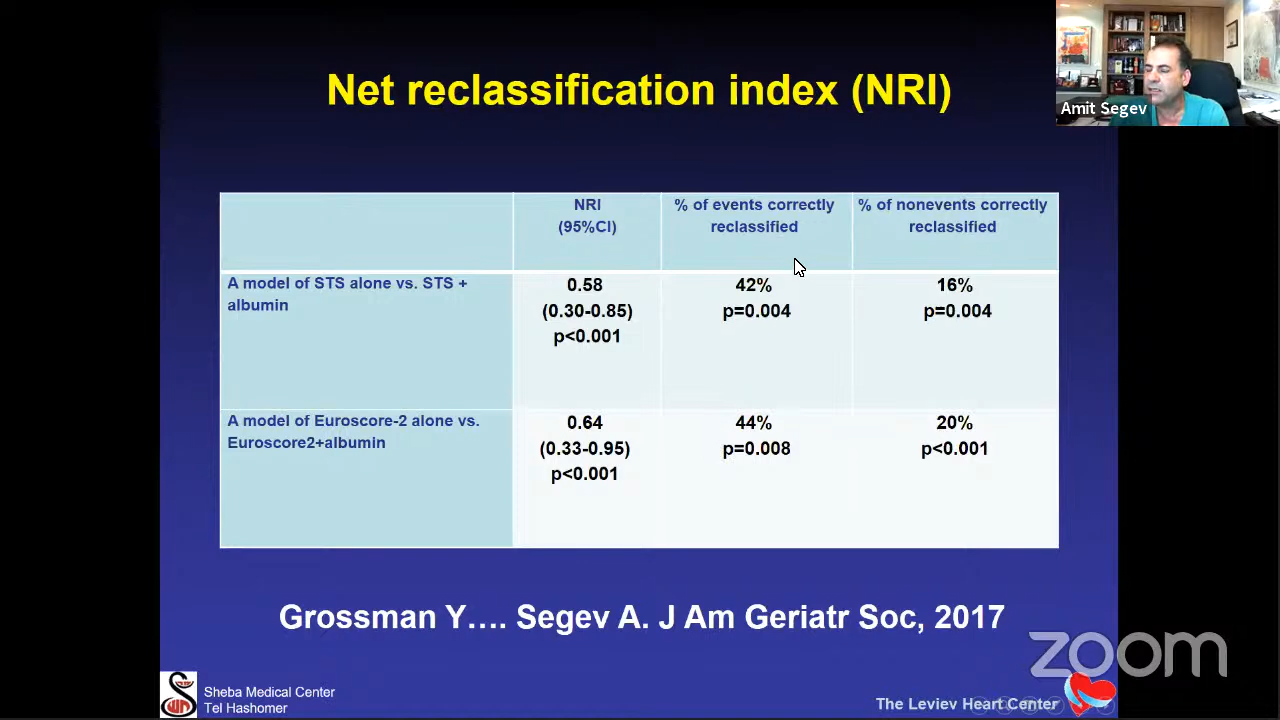 Net reclassification index (NRI)
Amit Segev
NRI
(95%CI)
% of events correctly
reclassified
% of nonevents correctly
reclassified
A model of STS alone vs. STS +
albumin
0.58
(0.30-0.85)
p<0.001
42%
p=0.004
16%
p=0.004
A model of Euroscore-2 alone vs.
Euroscore2+albumin
0.64
(0.33-0.95)
p<0.001
44%
p=0.008
20%
p<0.001
Grossman Y…. Segev A. J Am Geriatr Soc, 2017
zoom
Sheba Medical Center
Tel Hashomer
The Leviev Heart Center